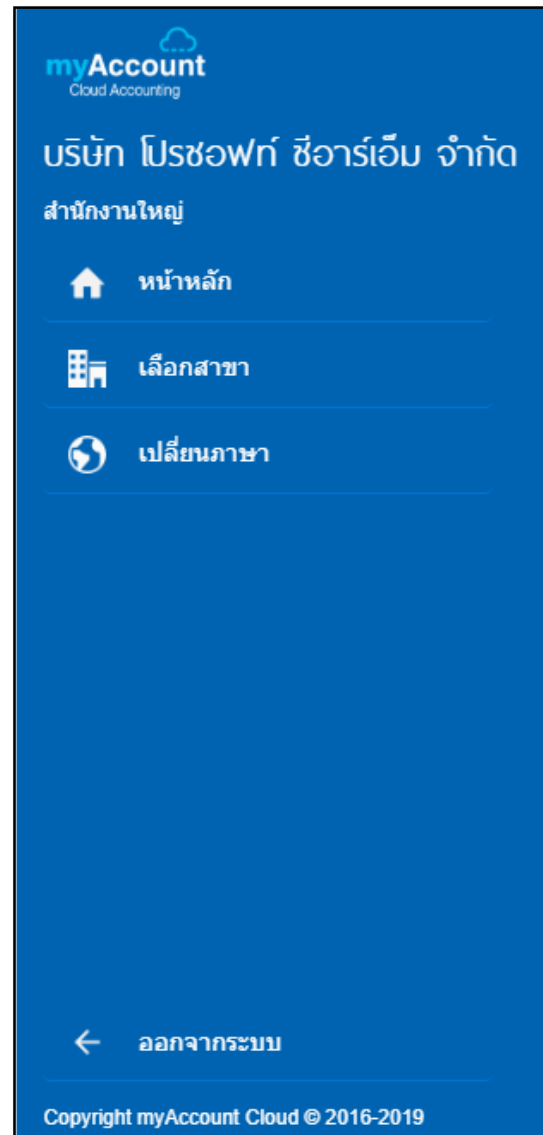 myAccount
Cloud Accounting
บริษัท โปรซอฟท์ ซีอาร์เอ็ม จำกัด
สำนักงานใหญ่
หน้าหลัก
เลือกสาขา
เปลี่ยนภาษา
ออกจากระบบ
Copyright myAccount Cloud © 2016-2019